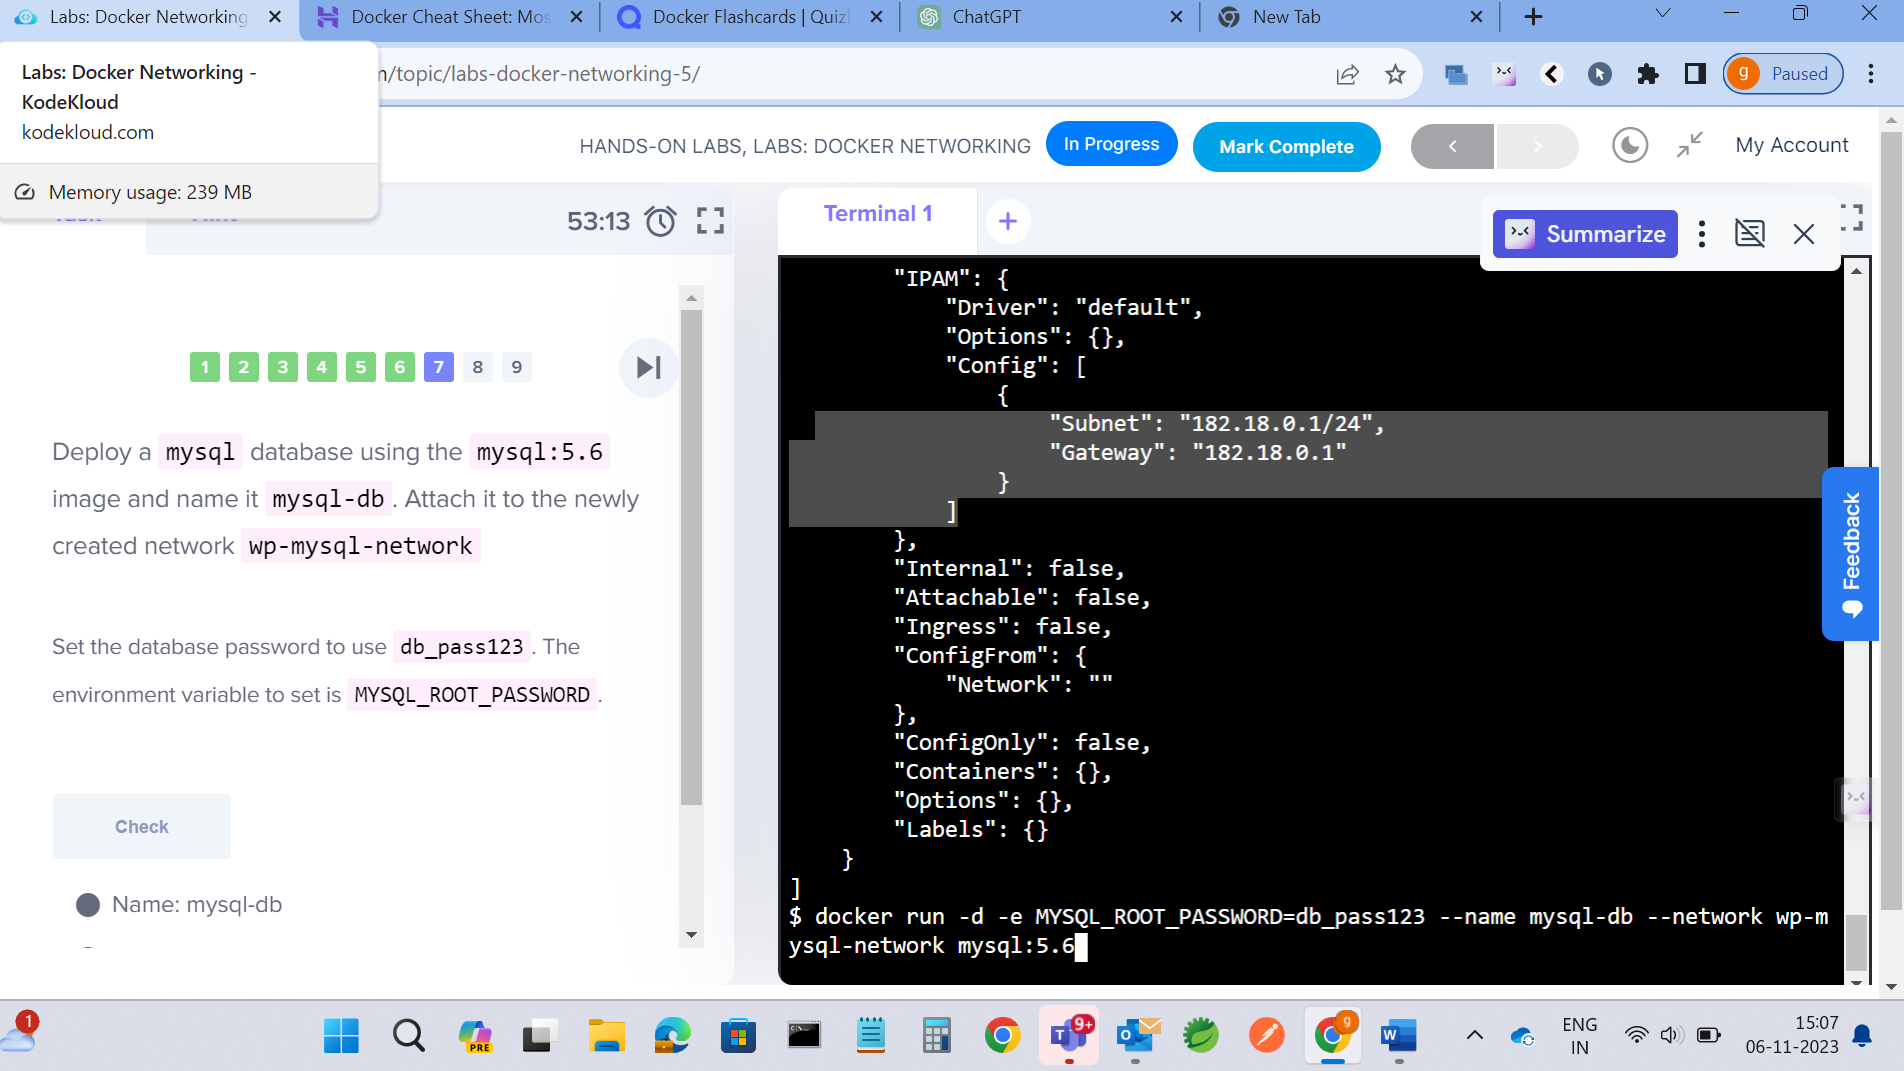 Labs: Docker Networking
Docker Cheat Sheet: Mos
Docker Flashcards | Quizl
ChatGPT
New Tab
Labs: Docker Networking -
KodeKloud
kodekloud.com
Memory usage: 239 MB
/topic/labs-docker-networking-5/
g Paused
HANDS-ON LABS, LABS: DOCKER NETWORKING
In Progress
Mark Complete
My Account
53:13
Terminal 1
Summarize
1 2 3 4 5 6 7 8 9
Deploy a mysql database using the mysql:5.6
image and name it mysql-db. Attach it to the newly
created network wp-mysql-network
Set the database password to use db_pass123. The
environment variable to set is MYSQL_ROOT_PASSWORD.
Check
Name: mysql-db
"IPAM": {
"Driver": "default",
"Options": {},
"Config": [
{
"Subnet": "182.18.0.1/24",
"Gateway": "182.18.0.1"
}
]
},
"Internal": false,
"Attachable": false,
"Ingress": false,
"ConfigFrom": {
"Network": ""
},
"ConfigOnly": false,
"Containers": {},
"Options": {},
"Labels": {}
}
]
$ docker run -d -e MYSQL_ROOT_PASSWORD=db_pass123 --name mysql-db --network wp-m
ysql-network mysql:5.6
Feedback
1
PRE
9+
g
ENG
IN
15:07
06-11-2023